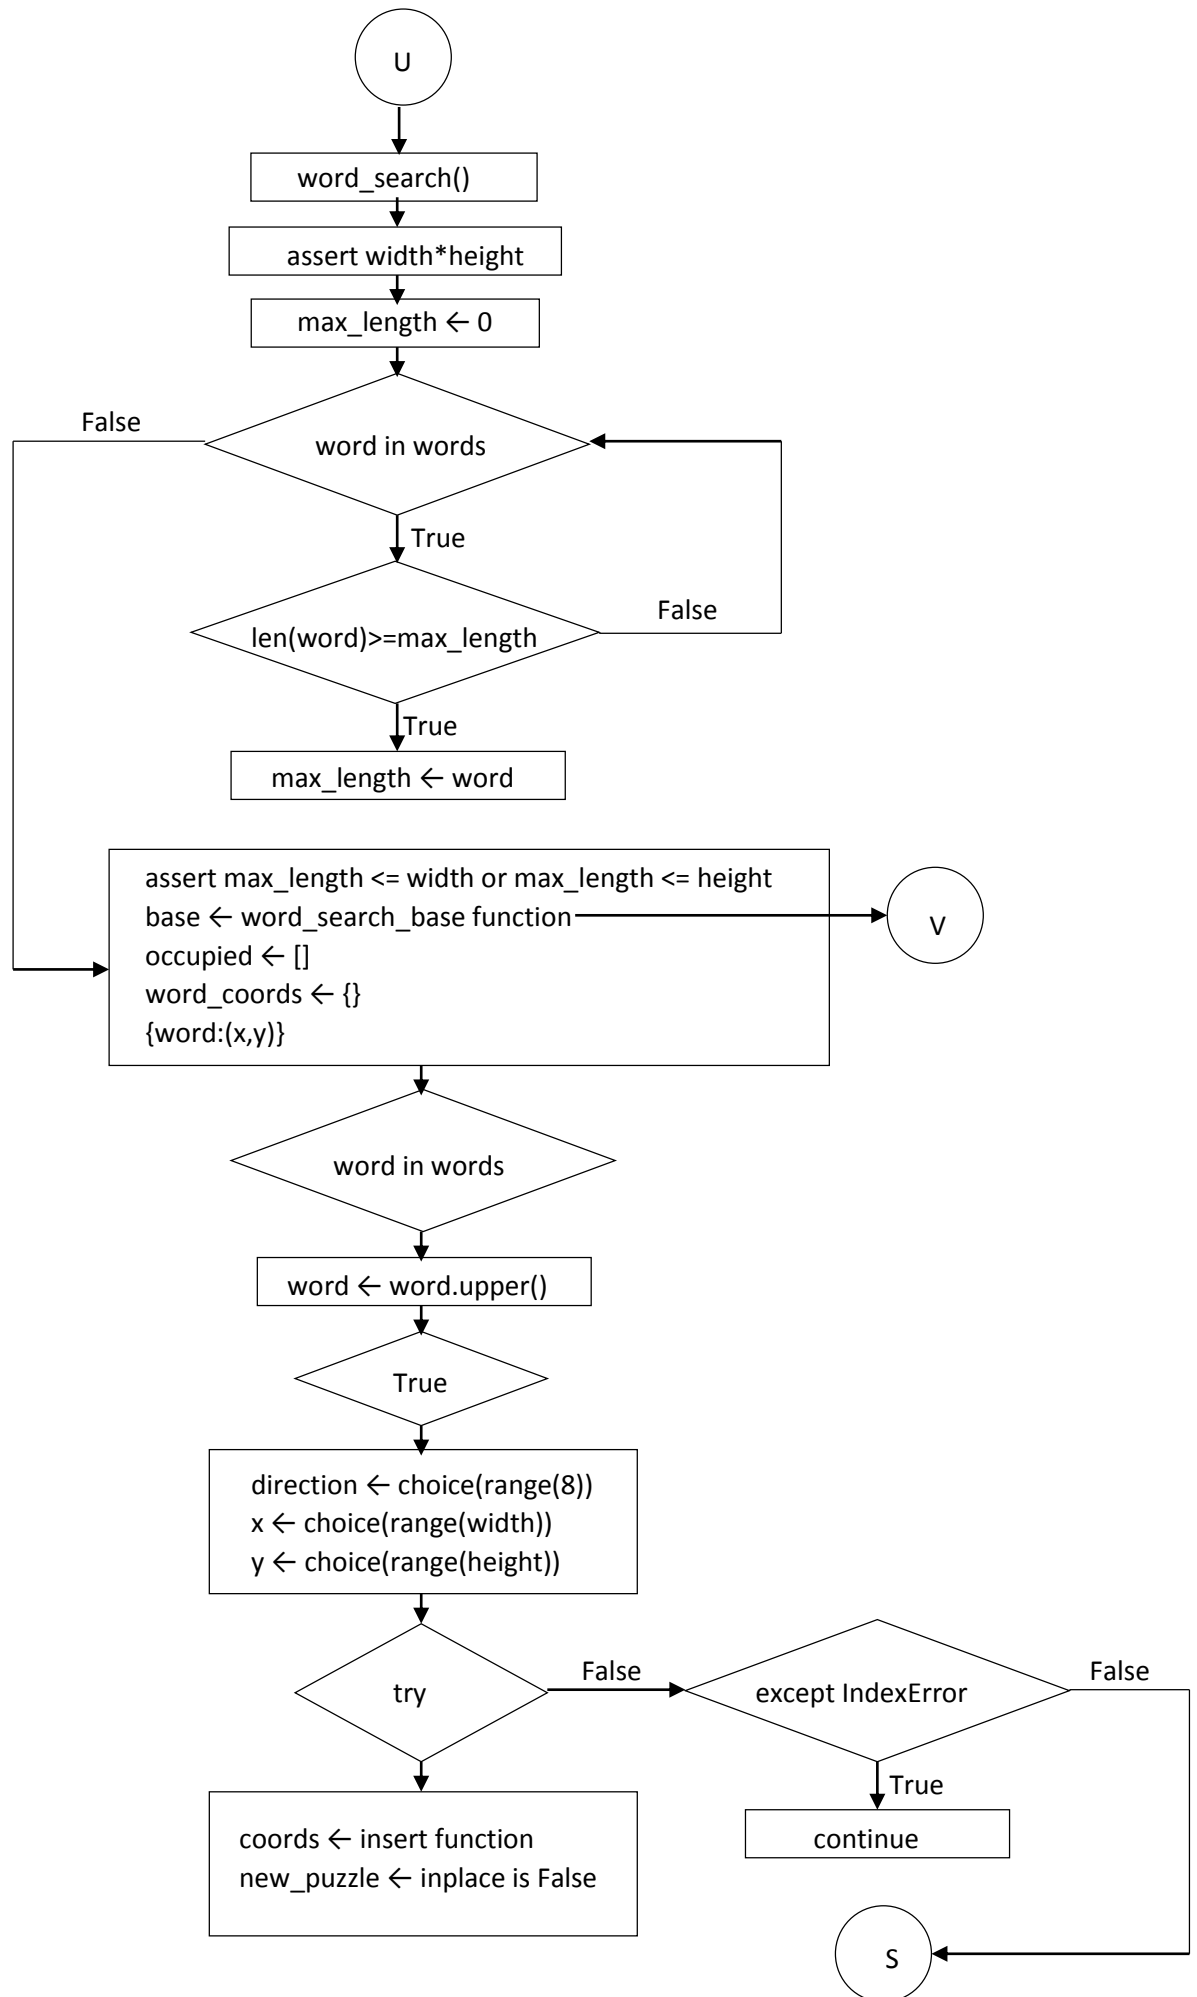 U
word_search()
assert width*height
max_length ← 0
False
word in words
True
False
len(word)>=max_length
True
max_length ← word
assert max_length <= width or max_length <= height
base ← word_search_base function
V
occupied ← []
word_coords ← {}
{word:(x,y)}
word in words
word ← word.upper()
True
direction ← choice(range(8))
x ← choice(range(width))
y ← choice(range(height))
try
False
except IndexError
False
True
continue
coords ← insert function
new_puzzle ← inplace is False
S